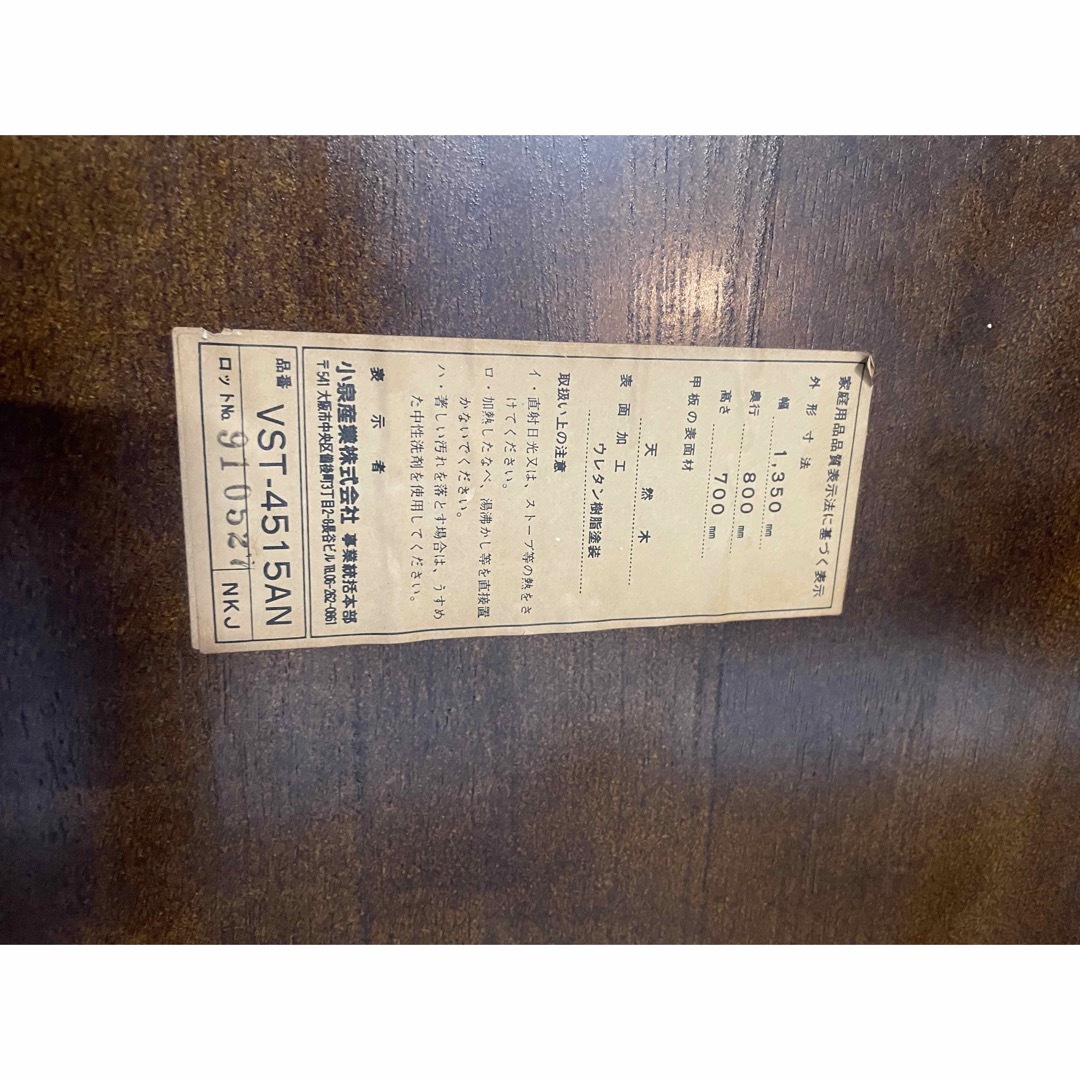 家庭用品品質表示法に基づく表示
外形寸法
幅 1,350 mm
奥行 800 mm
高さ 700 mm
甲板の表面材
天然木
表面加工
ウレタン樹脂塗装
取扱い上の注意
イ・直射日光又は、ストーブ等の熱をさ
けてください。
ロ・加熱したなべ、湯沸かし等を直接置
かないでください。
ハ・著しい汚れを落とす場合は、うすめ
た中性洗剤を使用してください。
表示者
小泉産業株式会社 事業統括本部
〒541 大阪市中央区備後町3丁目2-8長谷ビル TEL06-262-0861
品番 VST-4515AN
ロットNo. 910527 NKJ